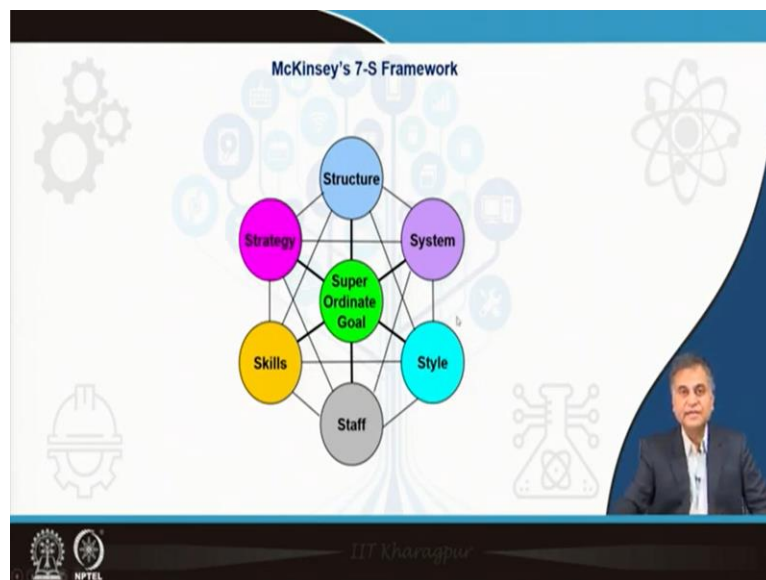 McKinsey's 7-S Framework
Structure
Strategy
System
Super
Ordinate
Goal
Skills
Style
Staff
IIT Kharagpur
NPTEL